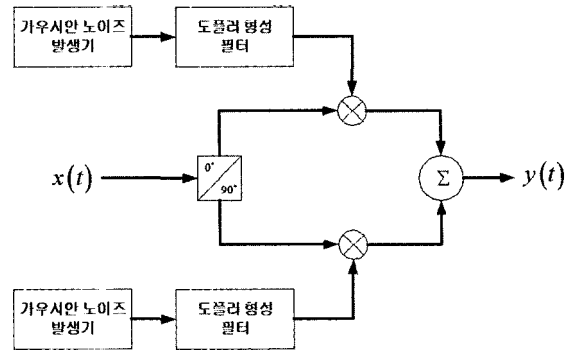 가우시안 노이즈
발생기
도플러 형성
필터
x(t)
0°
90°
Σ
y(t)
가우시안 노이즈
발생기
도플러 형성
필터